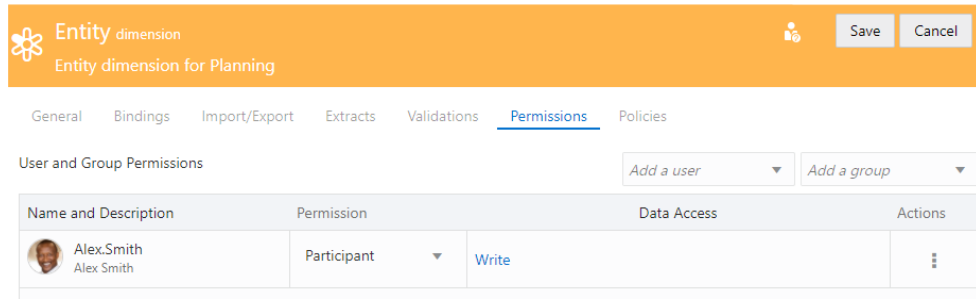 Entity dimension
Save
Cancel
Entity dimension for Planning
General
Bindings
Import/Export
Extracts
Validations
Permissions
Policies
User and Group Permissions
Add a user
Add a group
Name and Description
Permission
Data Access
Actions
Alex.Smith
Alex Smith
Participant
Write